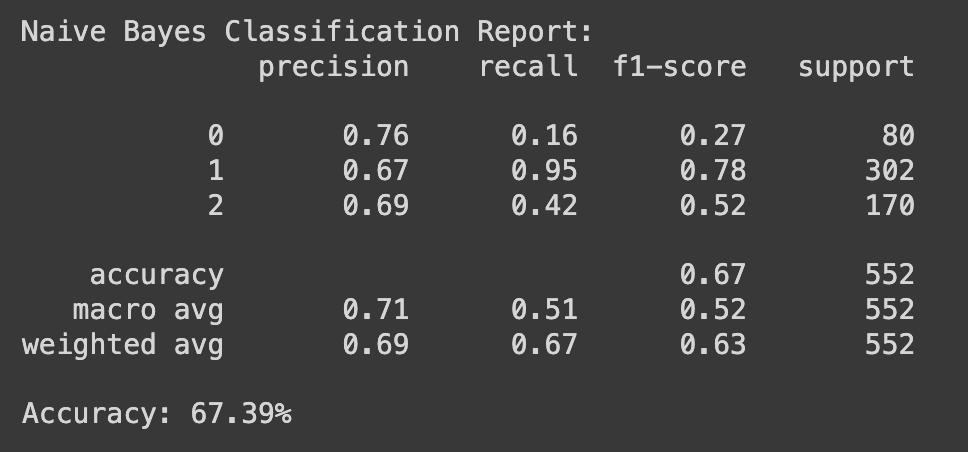 Naive Bayes Classification Report:
precision recall f1-score support
0 0.76 0.16 0.27 80
1 0.67 0.95 0.78 302
2 0.69 0.42 0.52 170
accuracy 0.67 552
macro avg 0.71 0.51 0.52 552
weighted avg 0.69 0.67 0.63 552
Accuracy: 67.39%